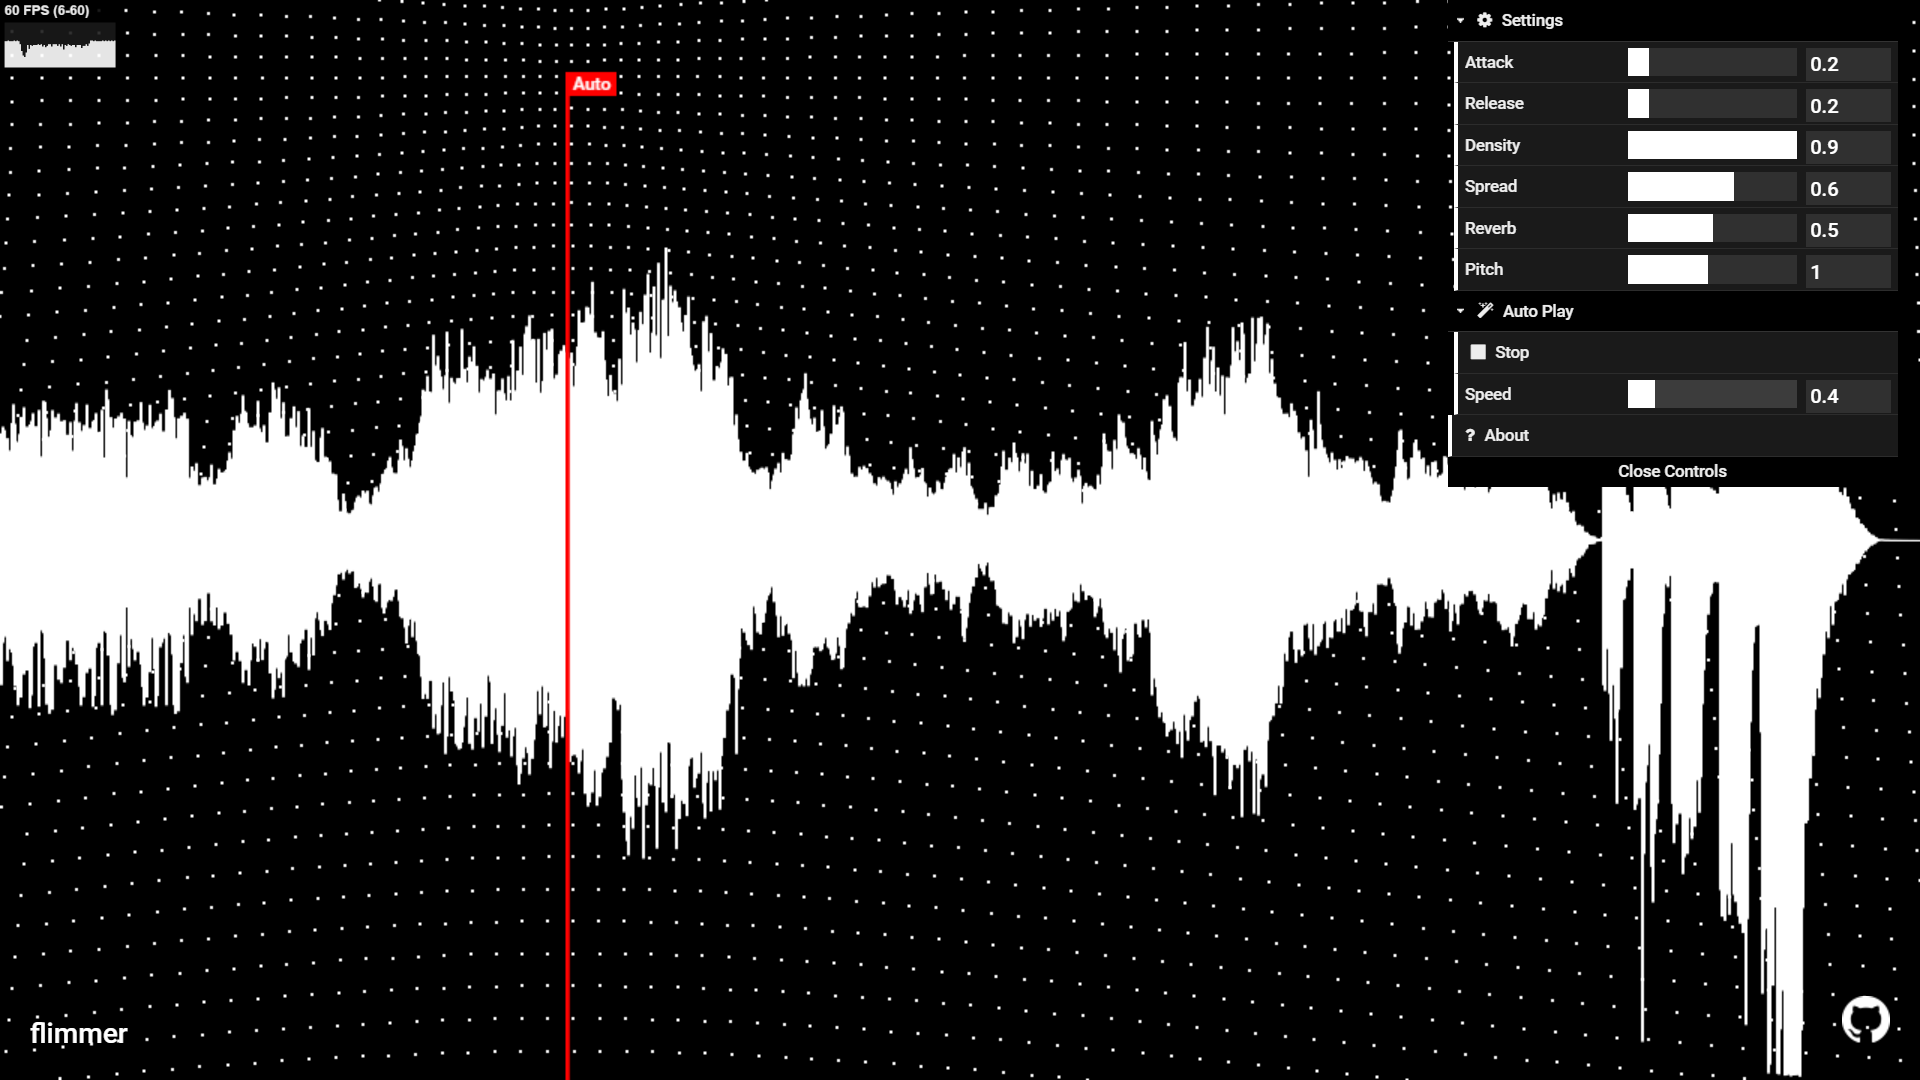 60 FPS (6-60)
Auto
Settings
Attack 0.2
Release 0.2
Density 0.9
Spread 0.6
Reverb 0.5
Pitch 1
Auto Play
Stop
Speed 0.4
? About
Close Controls
flimmer